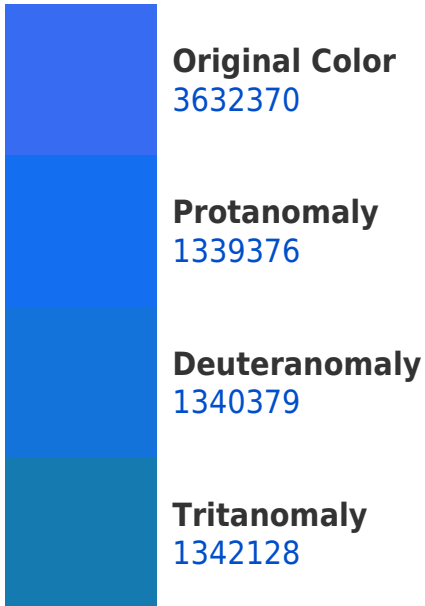 Original Color
3632370
Protanomaly
1339376
Deuteranomaly
1340379
Tritanomaly
1342128